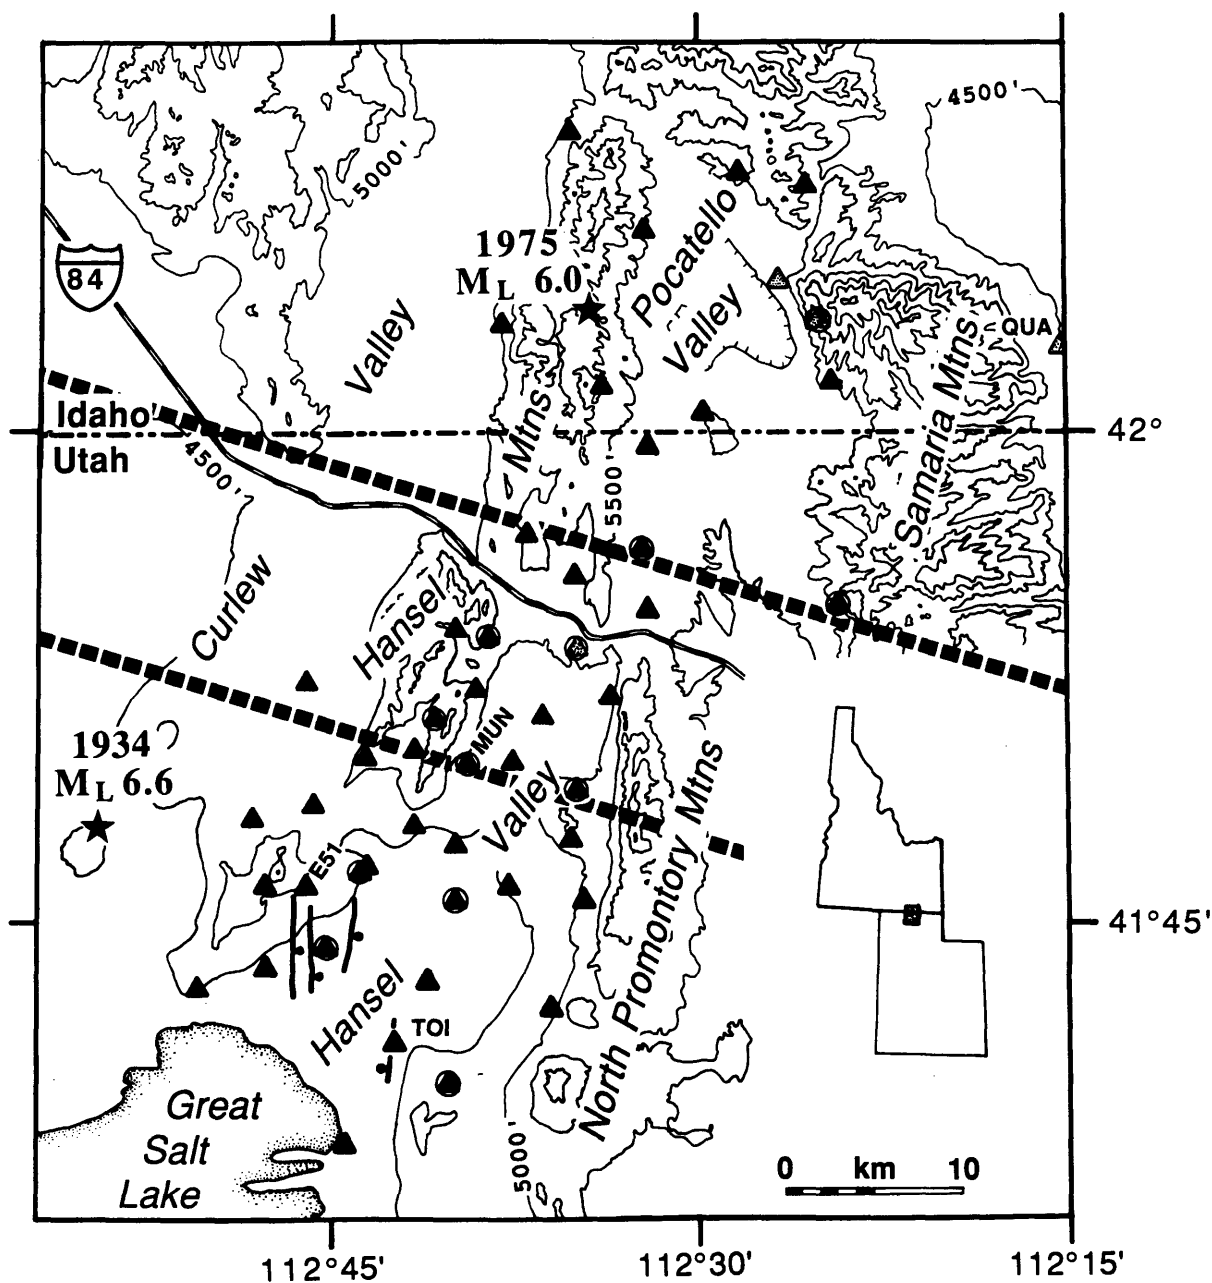 4500'
5000'
1975
ML 6.0
84
Pocatello
Valley
Valley
QUA
Samaria Mtns
Mtns
Idaho
Utah
42°
4500'
5500'
Curlew
Hansel
MUN
1934
ML 6.6
Valley
North Promontory Mtns
E51
41°45'
Hansel
TOI
Great
Salt
Lake
5000'
0 km 10
112°45'
112°30'
112°15'